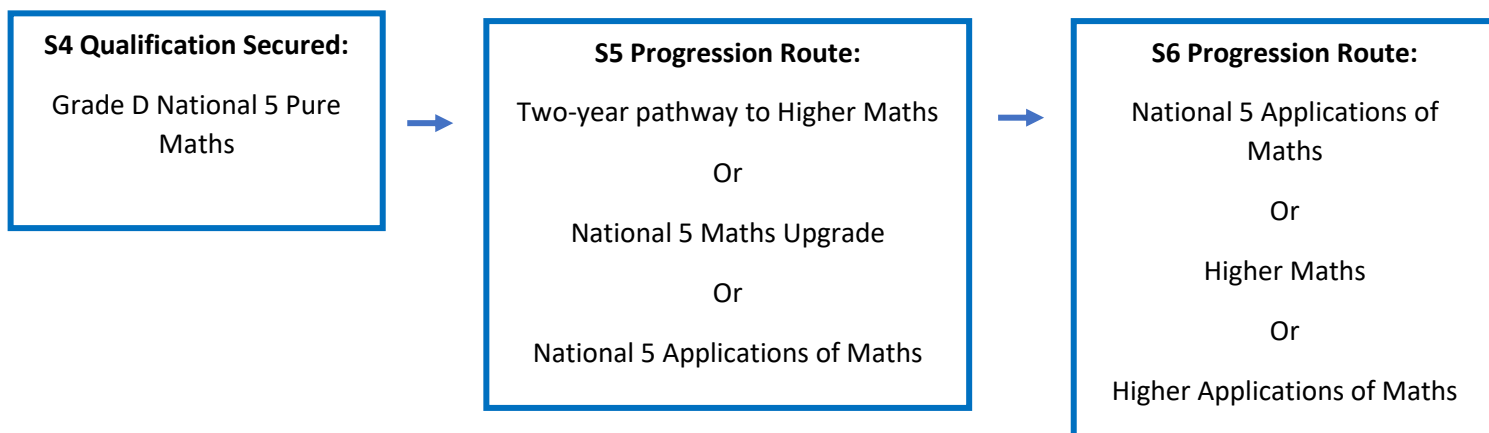 S4 Qualification Secured:
Grade D National 5 Pure
Maths
S5 Progression Route:
Two-year pathway to Higher Maths
Or
National 5 Maths Upgrade
Or
National 5 Applications of Maths
S6 Progression Route:
National 5 Applications of
Maths
Or
Higher Maths
Or
Higher Applications of Maths